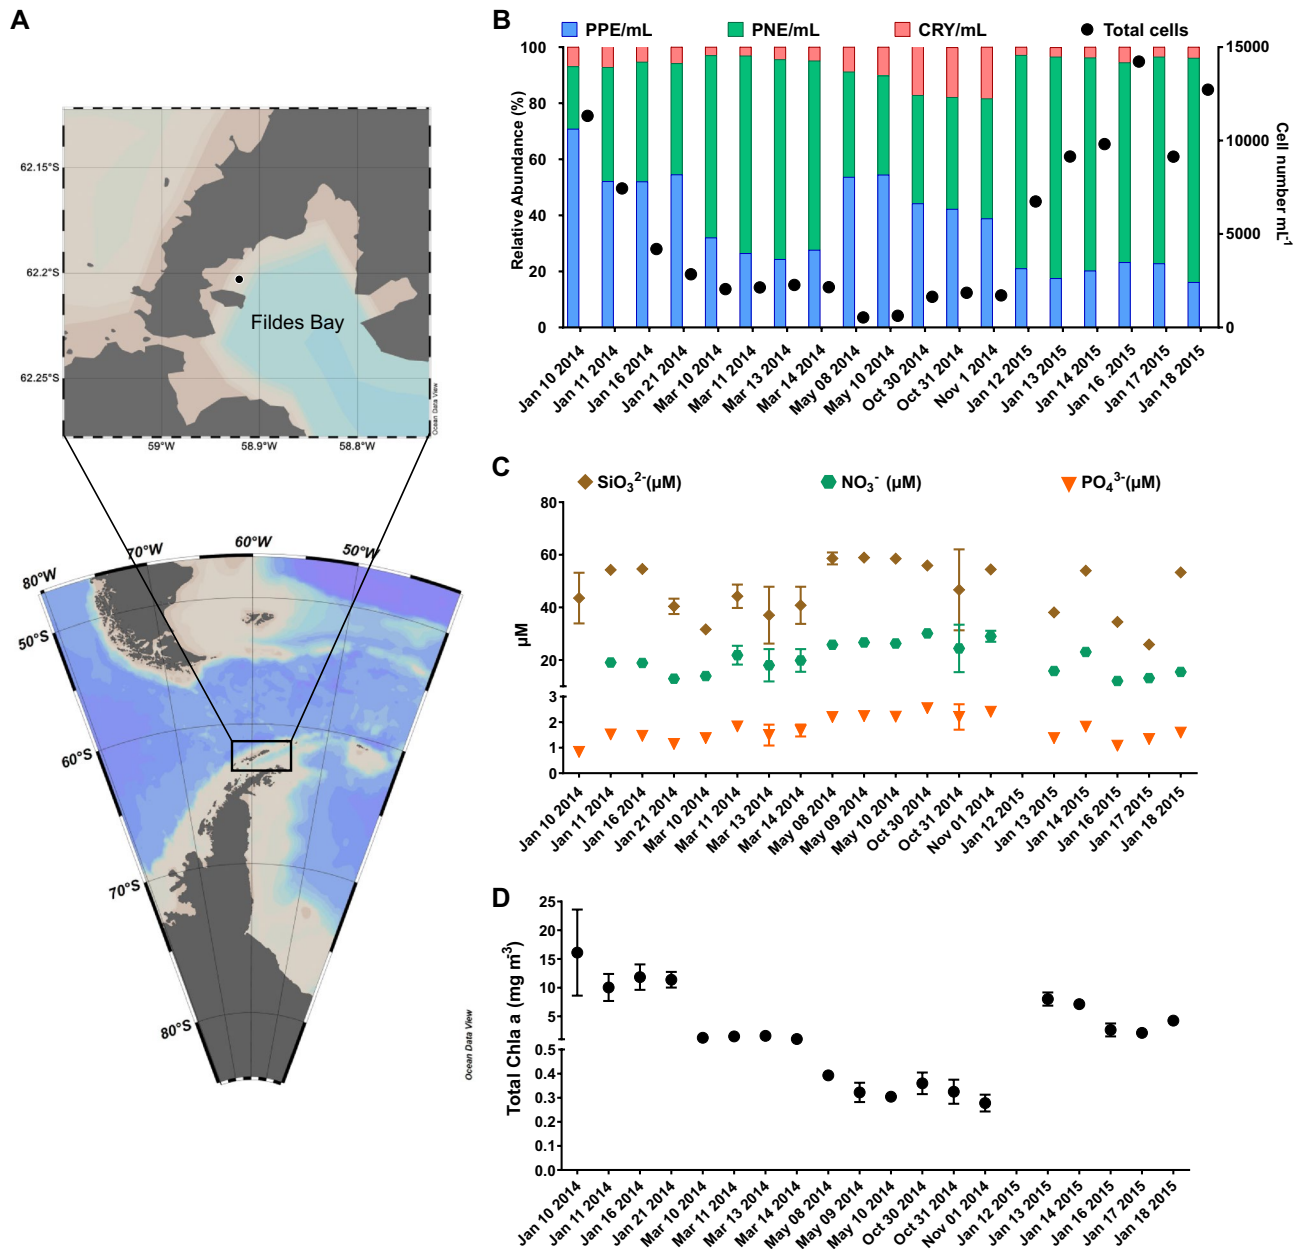 A
62.15°S
62.2°S
62.25°S
Fildes Bay
59°W
58.9°W
58.8°W
Ocean Data View
80°W
70°W
60°W
50°W
50°S
60°S
70°S
80°S
Ocean Data View
B
PPE/mL
PNE/mL
CRY/mL
Total cells
Relative Abundance (%)
100
80
60
40
20
0
15000
10000
5000
0
Cell number mL-1
Jan 10 2014
Jan 11 2014
Jan 16 2014
Jan 21 2014
Mar 10 2014
Mar 11 2014
Mar 13 2014
Mar 14 2014
May 08 2014
May 10 2014
Oct 30 2014
Oct 31 2014
Nov 1 2014
Jan 12 2015
Jan 13 2015
Jan 14 2015
Jan 16 .2015
Jan 17 2015
Jan 18 2015
C
SiO₃²⁻(μM)
NO₃⁻ (μM)
PO₄³⁻(μM)
μM
80
60
40
20
3
2
1
0
Jan 10 2014
Jan 11 2014
Jan 16 2014
Jan 21 2014
Mar 10 2014
Mar 11 2014
Mar 13 2014
Mar 14 2014
May 08 2014
May 09 2014
May 10 2014
Oct 30 2014
Oct 31 2014
Nov 01 2014
Jan 12 2015
Jan 13 2015
Jan 14 2015
Jan 16 2015
Jan 17 2015
Jan 18 2015
D
Total Chla a (mg m-3)
25
20
15
10
5
0.5
0.4
0.3
0.2
0.1
0.0
Jan 10 2014
Jan 11 2014
Jan 16 2014
Jan 21 2014
Mar 10 2014
Mar 11 2014
Mar 13 2014
Mar 14 2014
May 08 2014
May 09 2014
May 10 2014
Oct 30 2014
Oct 31 2014
Nov 01 2014
Jan 12 2015
Jan 13 2015
Jan 14 2015
Jan 16 2015
Jan 17 2015
Jan 18 2015